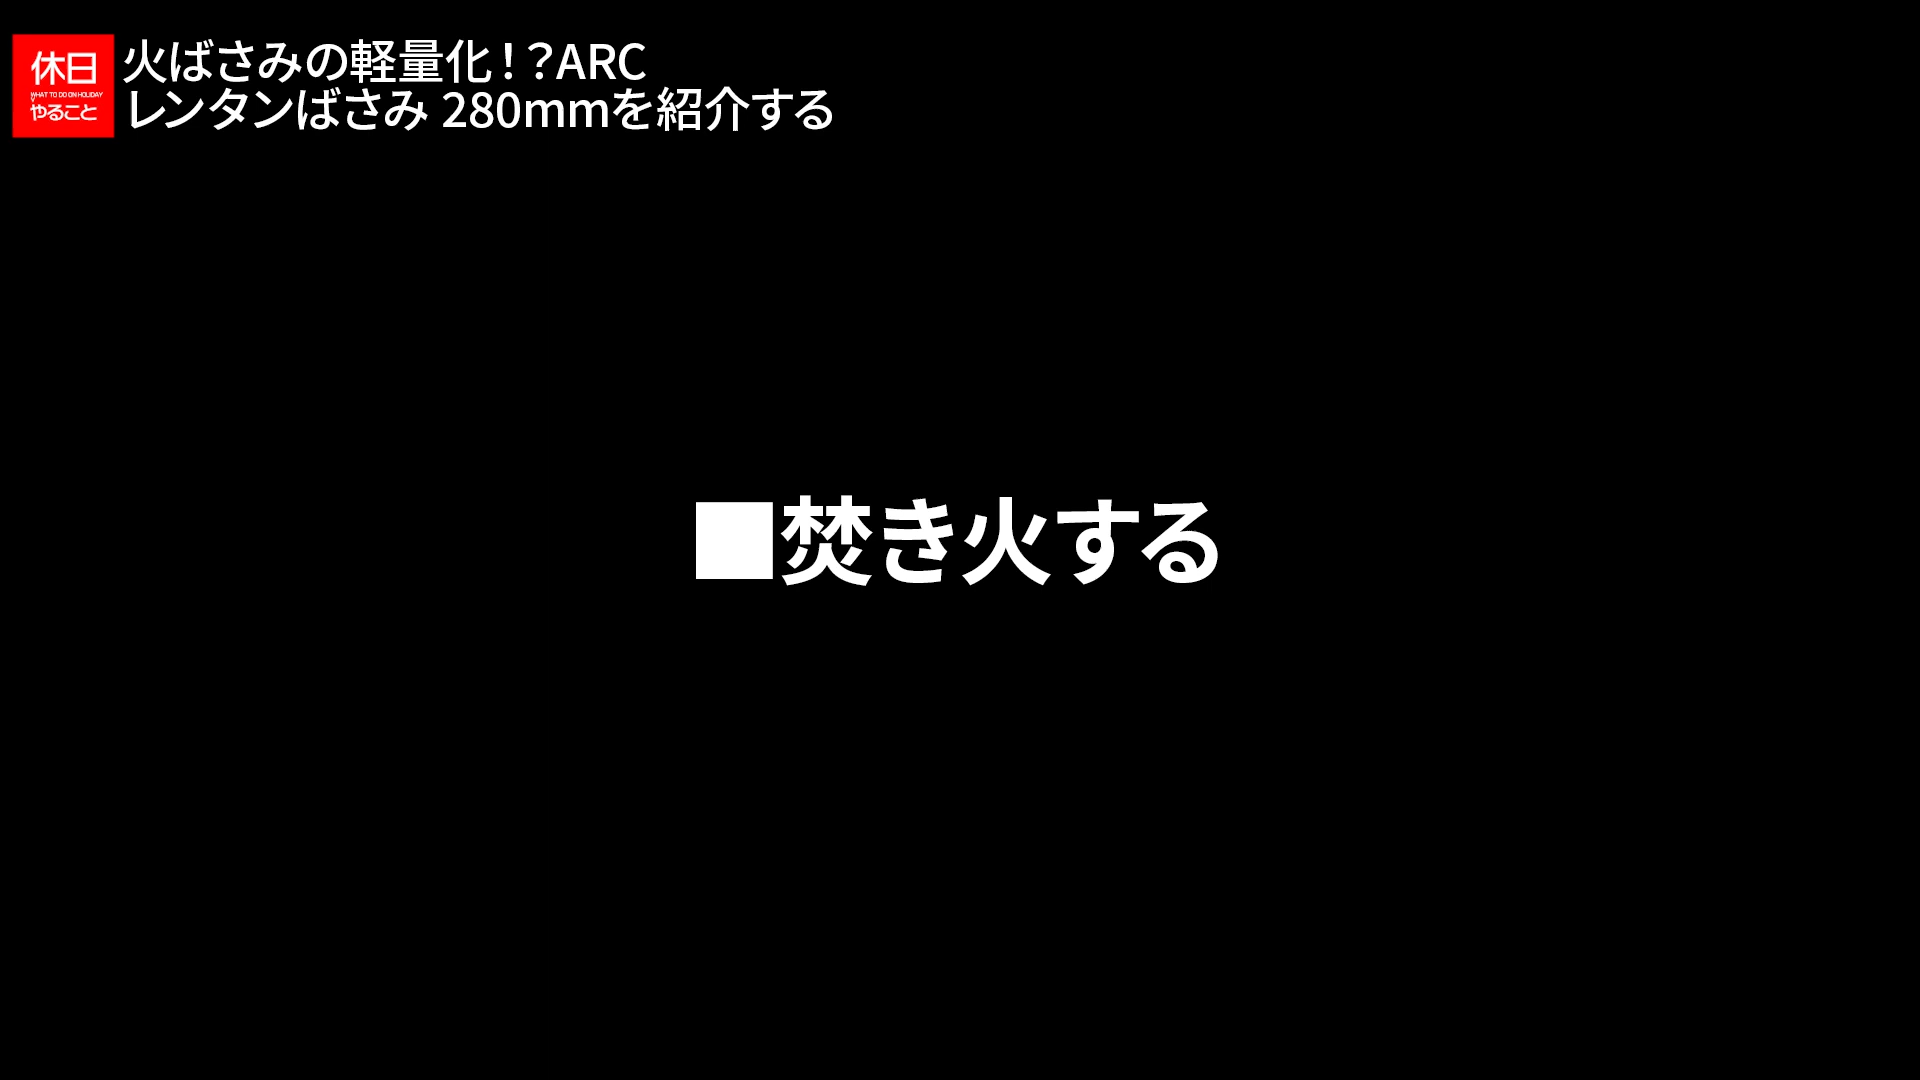 休日
WHAT TO DO ON HOLIDAY
やること
火ばさみの軽量化！？ARC
レンタンばさみ 280mmを紹介する
■焚き火する